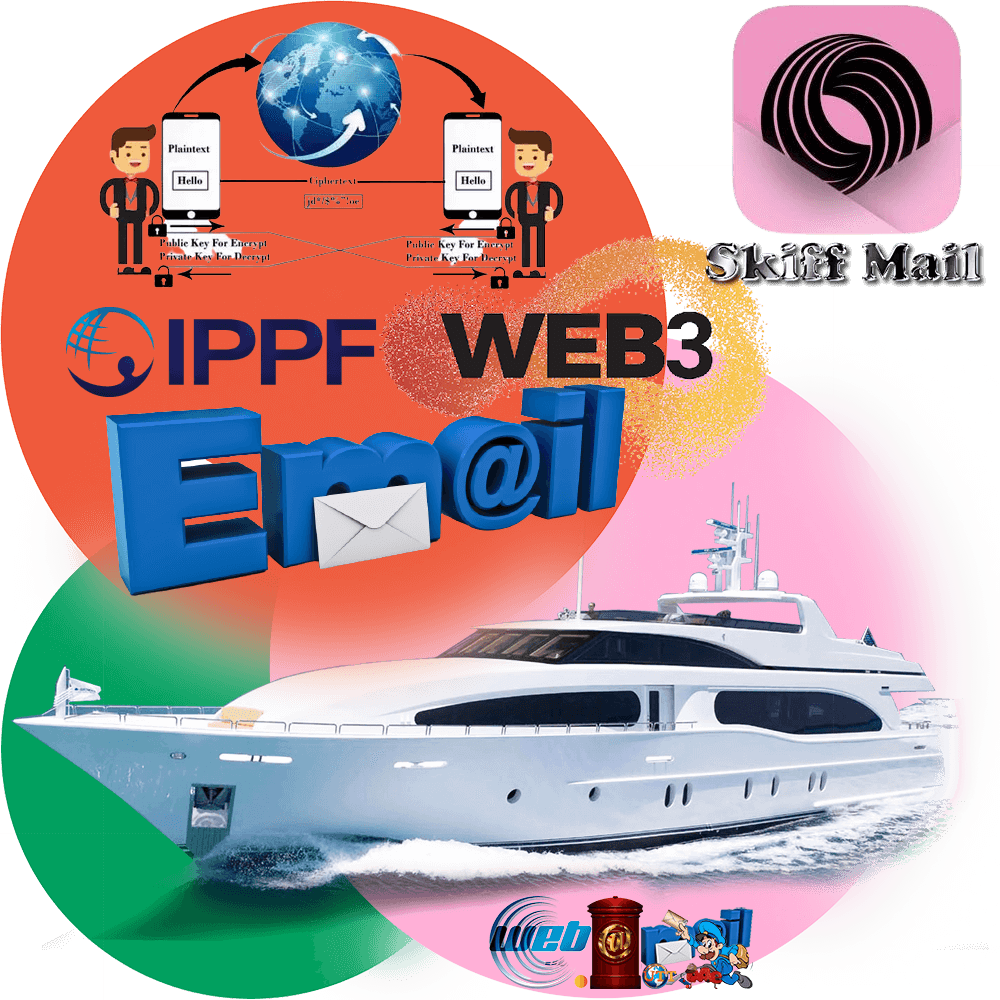 Plaintext
Hello
Plaintext
Hello
Ciphertext
Public Key For Encrypt
Private Key For Decrypt
Public Key For Encrypt
Private Key For Decrypt
Skiff Mail
IPPF
WEB3
Em@il
web
@